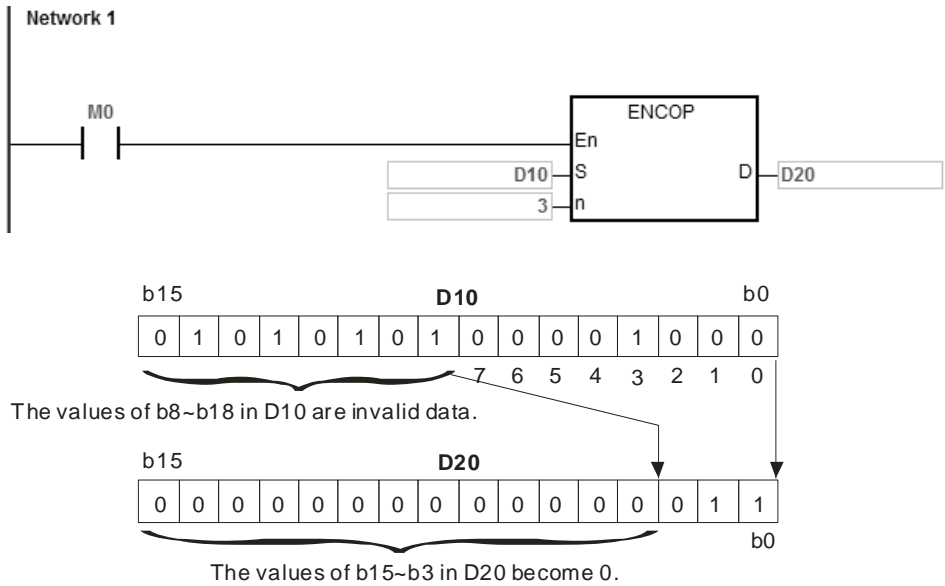 Network 1
M0
ENCOP
En
D10 S D D20
3 n
b15 D10 b0
0 1 0 1 0 1 0 1 0 0 0 0 1 0 0 0
7 6 5 4 3 2 1 0
The values of b8~b18 in D10 are invalid data.
b15 D20
0 0 0 0 0 0 0 0 0 0 0 0 0 0 1 1
b0
The values of b15~b3 in D20 become 0.